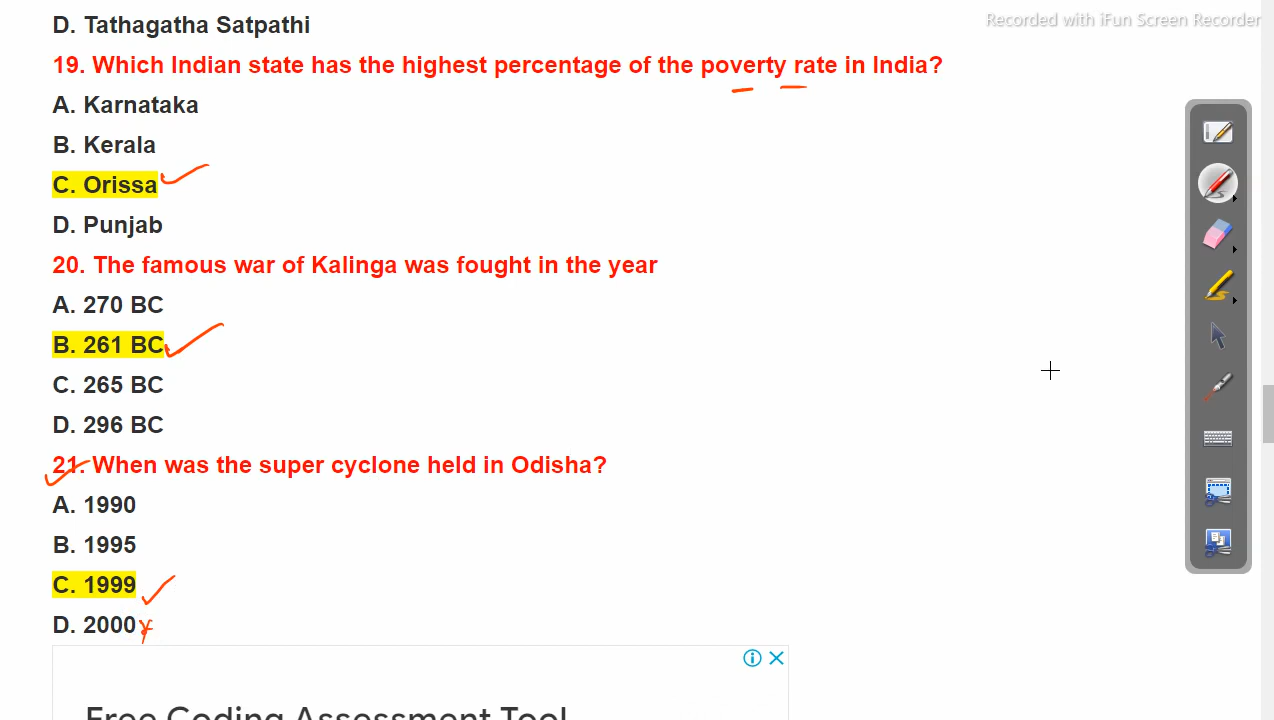 D. Tathagatha Satpathi
Recorded with iFun Screen Recorder
19. Which Indian state has the highest percentage of the poverty rate in India?
A. Karnataka
B. Kerala
C. Orissa
D. Punjab
20. The famous war of Kalinga was fought in the year
A. 270 BC
B. 261 BC
C. 265 BC
D. 296 BC
21. When was the super cyclone held in Odisha?
A. 1990
B. 1995
C. 1999
D. 2000
Free Coding Assessment Tool